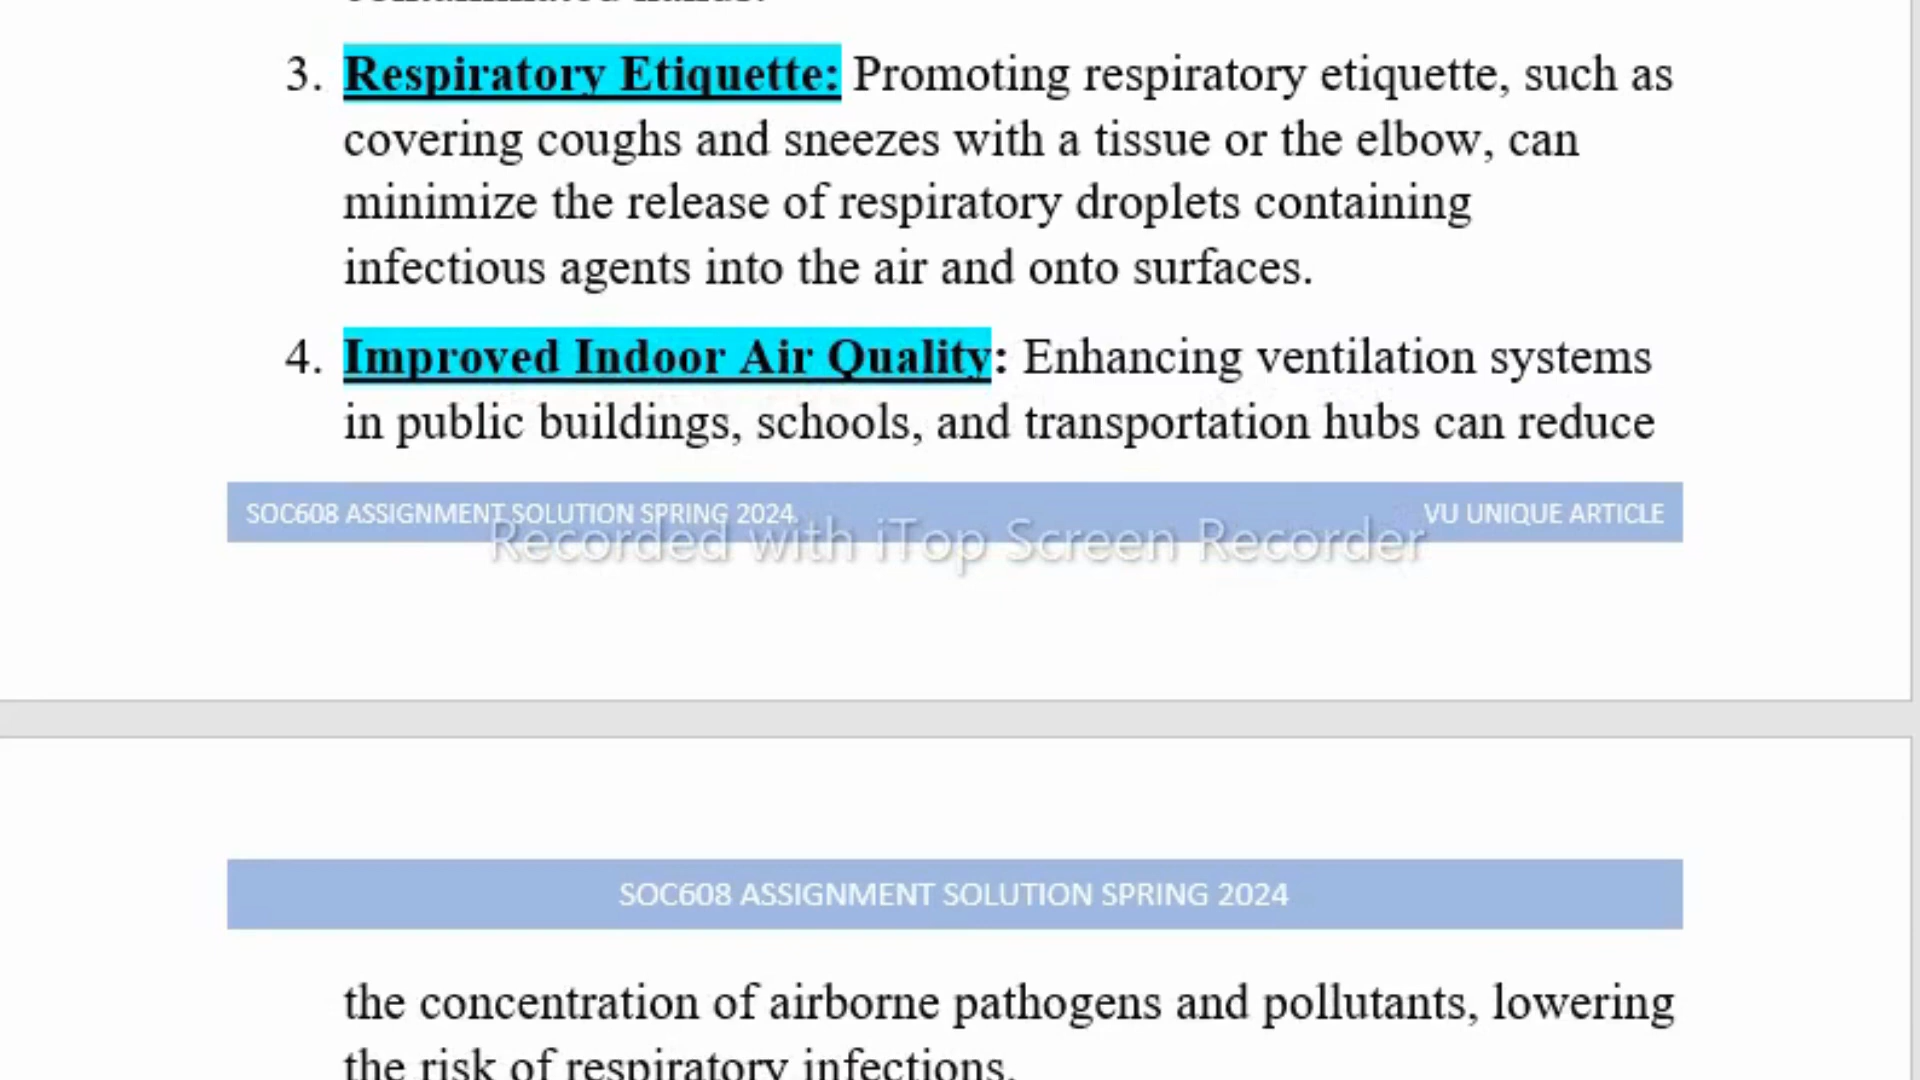 contaminated hands.
3. Respiratory Etiquette: Promoting respiratory etiquette, such as
covering coughs and sneezes with a tissue or the elbow, can
minimize the release of respiratory droplets containing
infectious agents into the air and onto surfaces.
4. Improved Indoor Air Quality: Enhancing ventilation systems
in public buildings, schools, and transportation hubs can reduce
SOC608 ASSIGNMENT SOLUTION SPRING 2024. VU UNIQUE ARTICLE
Recorded with iTop Screen Recorder
SOC608 ASSIGNMENT SOLUTION SPRING 2024
the concentration of airborne pathogens and pollutants, lowering
the risk of respiratory infections.